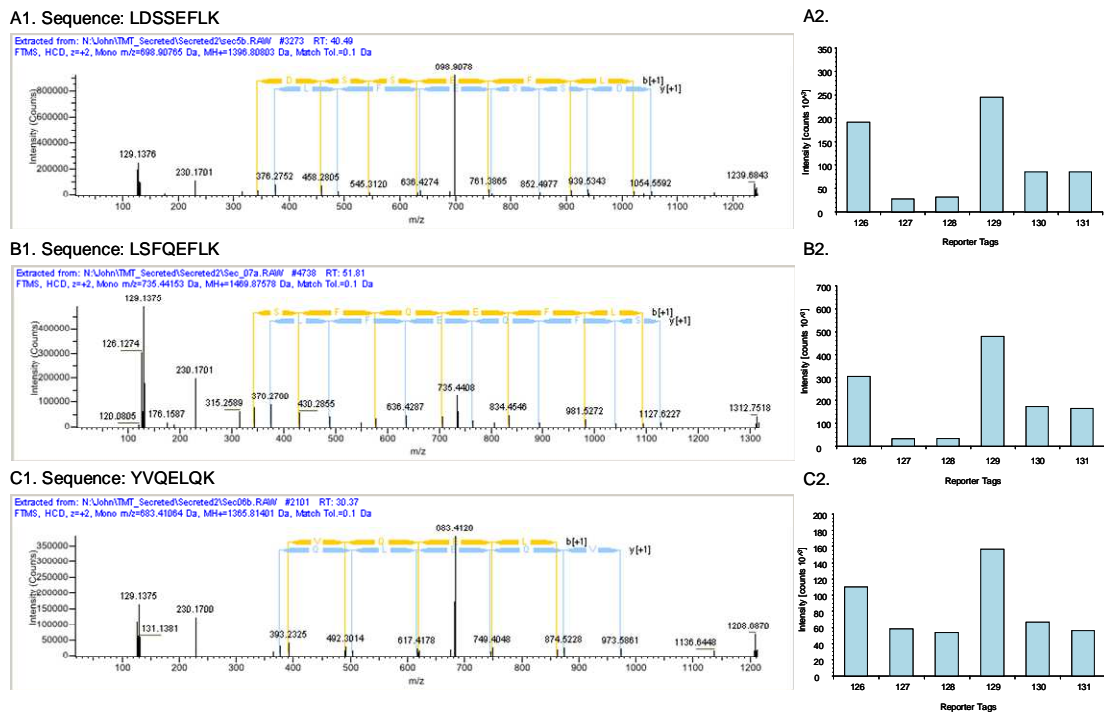 A1. Sequence: LDSSEFLK
Extracted from: N:\John\TMT_Secreted\Secreted2\sec5b.RAW #3273 RT: 40.49
FTMS, HCD, z=+2, Mono m/z=698.90765 Da, MH+=1396.80803 Da, Match Tol.=0.1 Da
698.9078
D S S E F L b[+1]
L F E S S D y[+1]
Intensity (Counts)
800000
600000
400000
200000
0
129.1376
230.1701
376.2752
458.2805
545.3120
636.4274
761.3865
852.4977
939.5343
1054.5592
1239.6843
100 200 300 400 500 600 700 800 900 1000 1100 1200
m/z
A2.
Intensity [counts 10^2]
350
300
250
200
150
100
50
0
126 127 128 129 130 131
Reporter Tags
B1. Sequence: LSFQEFLK
Extracted from: N:\John\TMT_Secreted\Secreted2\Sec_07a.RAW #4738 RT: 51.81
FTMS, HCD, z=+2, Mono m/z=735.44153 Da, MH+=1469.87578 Da, Match Tol.=0.1 Da
129.1375
S F Q E F L b[+1]
L F E Q F S y[+1]
Intensity (Counts)
400000
300000
200000
100000
0
126.1274
230.1701
120.0805
176.1587
315.2589
430.2855
636.4287
735.4408
834.4546
981.5272
1127.6227
1312.7518
100 200 300 400 500 600 700 800 900 1000 1100 1200 1300
m/z
B2.
700
600
500
400
300
200
100
0
126 127 128 129 130 131
Reporter Tags
C1. Sequence: YVQELQK
Extracted from: N:\John\TMT_Secreted\Secreted2\Sec06b.RAW #2101 RT: 30.37
FTMS, HCD, z=+2, Mono m/z=683.41064 Da, MH+=1365.81401 Da, Match Tol.=0.1 Da
683.4120
V Q E L b[+1]
Q L E Q V y[+1]
Intensity (Counts)
350000
300000
250000
200000
150000
100000
50000
0
129.1375
131.1381
230.1700
393.2325
492.3014
617.4178
749.4048
874.5228
973.5861
1136.6448
1208.6870
100 200 300 400 500 600 700 800 900 1000 1100 1200
m/z
C2.
200
180
160
140
120
100
80
60
40
20
0
126 127 128 129 130 131
Reporter Tags